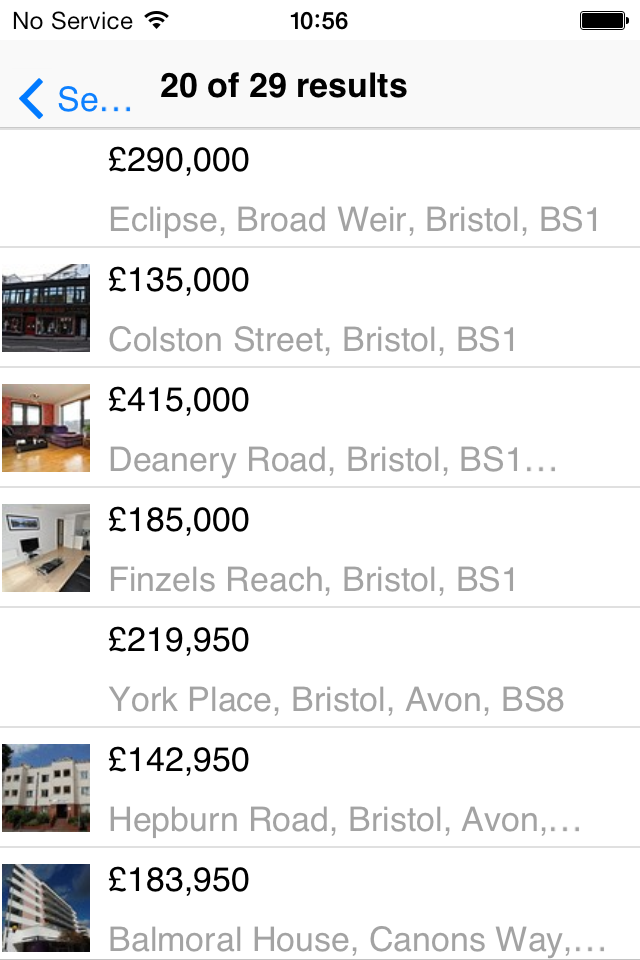 No Service 10:56
Se… 20 of 29 results
£290,000
Eclipse, Broad Weir, Bristol, BS1
£135,000
Colston Street, Bristol, BS1
£415,000
Deanery Road, Bristol, BS1…
£185,000
Finzels Reach, Bristol, BS1
£219,950
York Place, Bristol, Avon, BS8
£142,950
Hepburn Road, Bristol, Avon,…
£183,950
Balmoral House, Canons Way,…